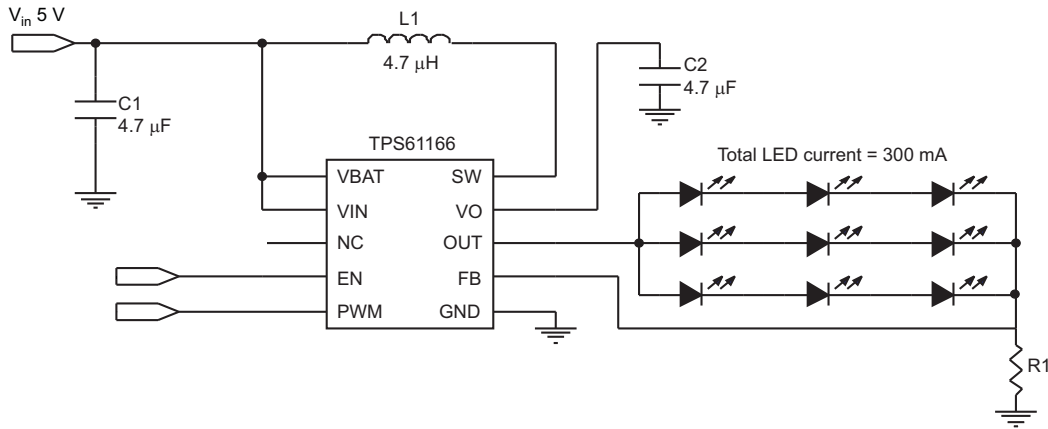 Vin 5 V
L1
4.7 μH
C1
4.7 μF
C2
4.7 μF
TPS61166
Total LED current = 300 mA
VBAT
SW
VIN
VO
NC
OUT
EN
FB
PWM
GND
R1